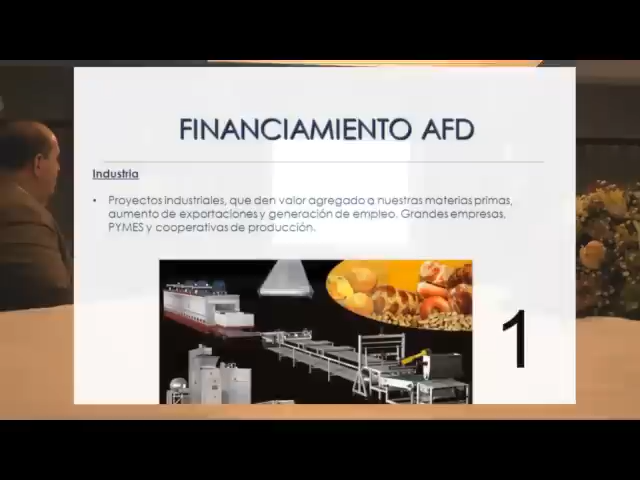 FINANCIAMIENTO AFD
Industria
• Proyectos industriales, que den valor agregado a nuestras materias primas,
aumento de exportaciones y generación de empleo. Grandes empresas,
PYMES y cooperativas de producción.
1